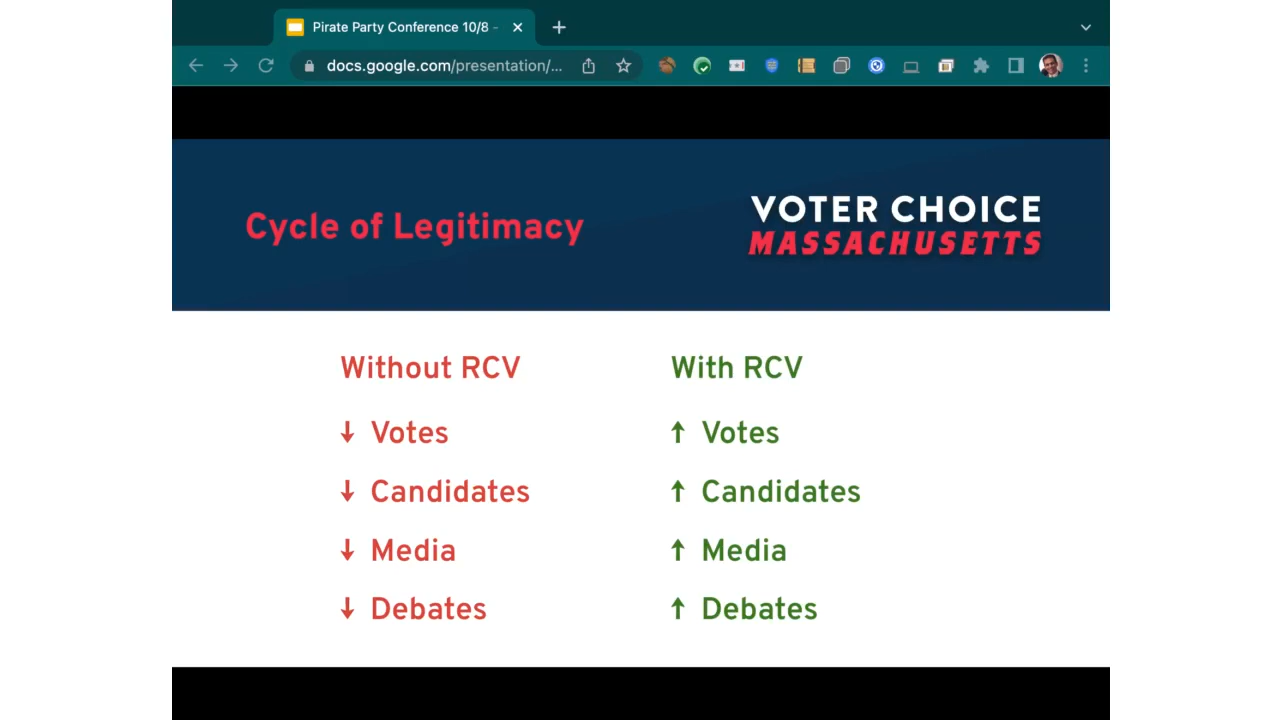 Pirate Party Conference 10/8 -
docs.google.com/presentation/...
Cycle of Legitimacy
VOTER CHOICE
MASSACHUSETTS
Without RCV
↓ Votes
↓ Candidates
↓ Media
↓ Debates
With RCV
↑ Votes
↑ Candidates
↑ Media
↑ Debates